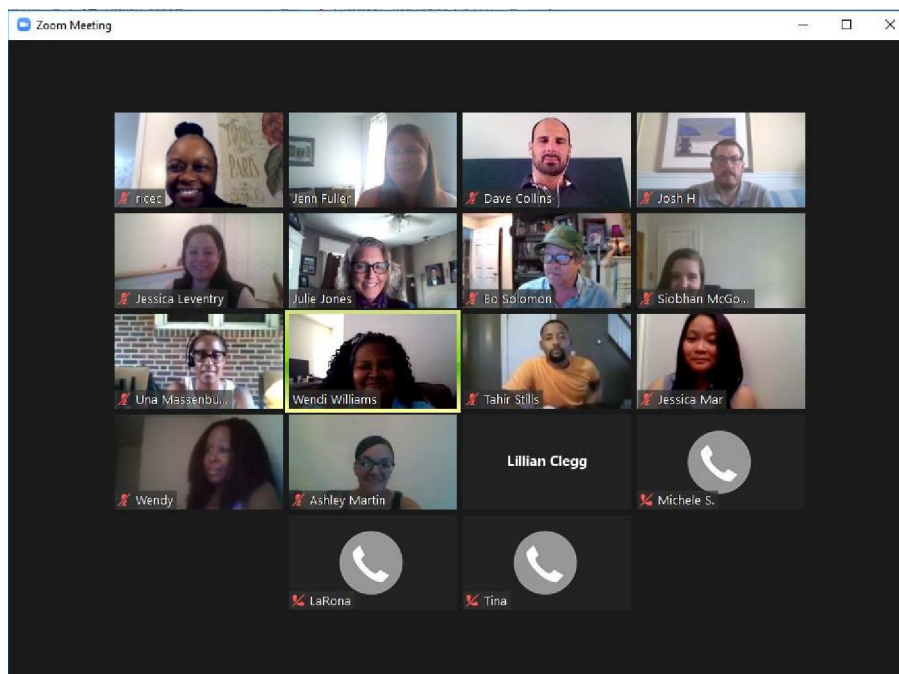 Zoom Meeting
PARIS
ricec
Jenn Fuller
Dave Collins
Josh H
Jessica Leventry
Julie Jones
Bo Solomon
Siobhan McGo...
Una Massenbu...
Wendi Williams
Tahir Stills
Jessica Mar
Wendy
Ashley Martin
Lillian Clegg
Michele S.
LaRona
Tina